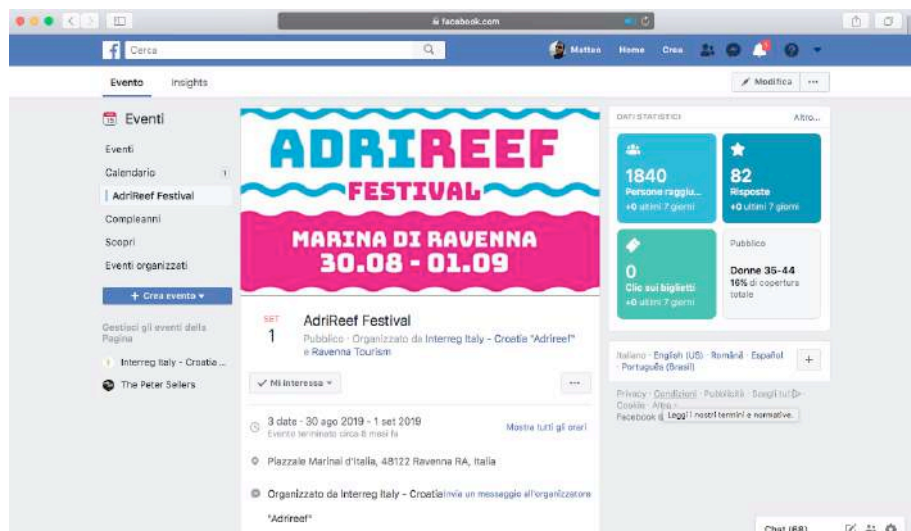 facebook.com
Cerca
Matteo Home Crea
Evento Insights
Modifica
Eventi
Eventi
Calendario 1
AdriReef Festival
Compleanni
Scopri
Eventi organizzati
+ Crea evento
Gestisci gli eventi della
Pagina
Interreg Italy - Croatia ...
The Peter Sellers
ADRIREEF
FESTIVAL
MARINA DI RAVENNA
30.08 - 01.09
SET
1
AdriReef Festival
Pubblico · Organizzato da Interreg Italy - Croatia "Adrireef"
e Ravenna Tourism
Mi interessa
3 date · 30 ago 2019 - 1 set 2019
Evento terminato circa 8 mesi fa
Mostra tutti gli orari
Piazzale Marinai d'Italia, 48122 Ravenna RA, Italia
Organizzato da Interreg Italy - Croatia
Invia un messaggio all'organizzatore
"Adrireef"
DATI STATISTICI Altro...
1840
Persone raggiu...
+0 ultimi 7 giorni
82
Risposte
+0 ultimi 7 giorni
0
Clic sui biglietti
+0 ultimi 7 giorni
Pubblico
Donne 35-44
16% di copertura
totale
Italiano · English (US) · Română · Español
· Português (Brasil)
Privacy · Condizioni · Pubblicità · Scegli tu
Cookie · Altro
Facebook
Leggi i nostri termini e normative.
Chat (68)